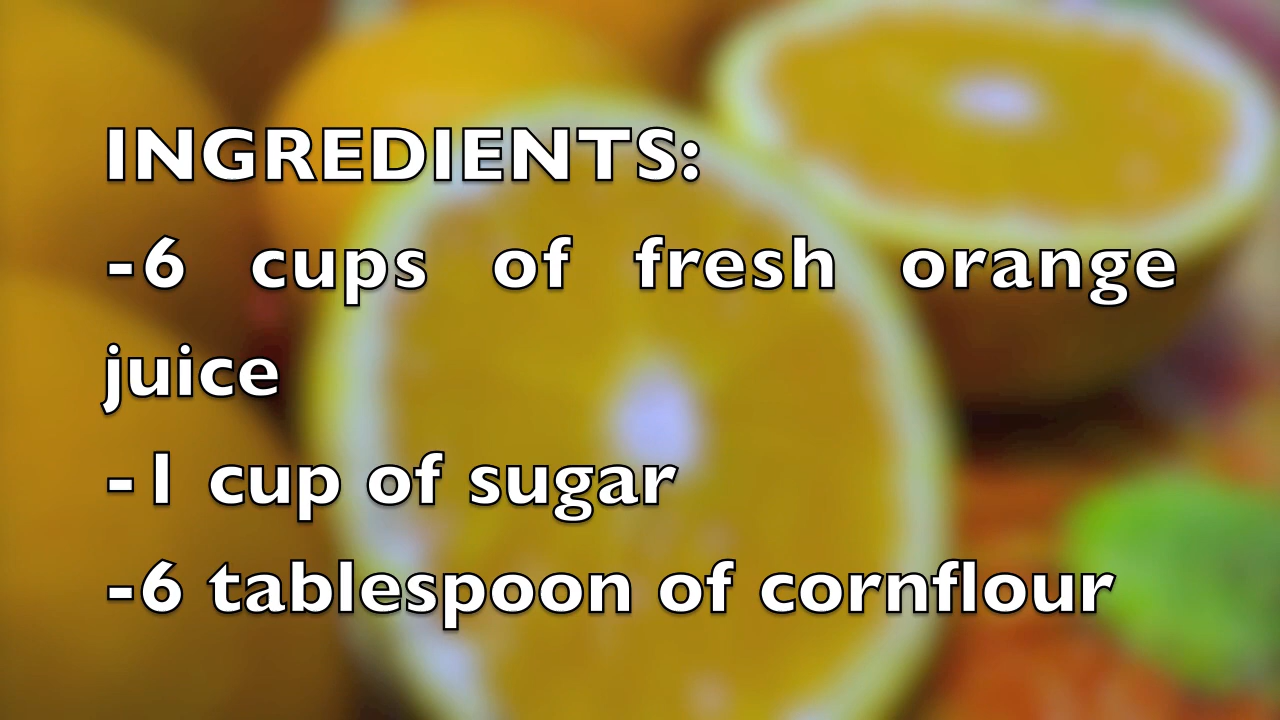 INGREDIENTS:
-6 cups of fresh orange
juice
-1 cup of sugar
-6 tablespoon of cornflour